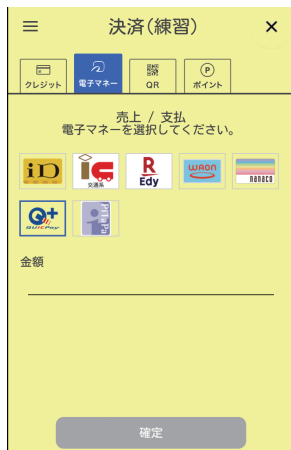 決済(練習)
クレジット
電子マネー
QR
P
ポイント
売上 / 支払
電子マネーを選択してください。
iD
交通系
R
Edy
WAON
nanaco
Q+
QUICPay
PiTaPa
金額
確定